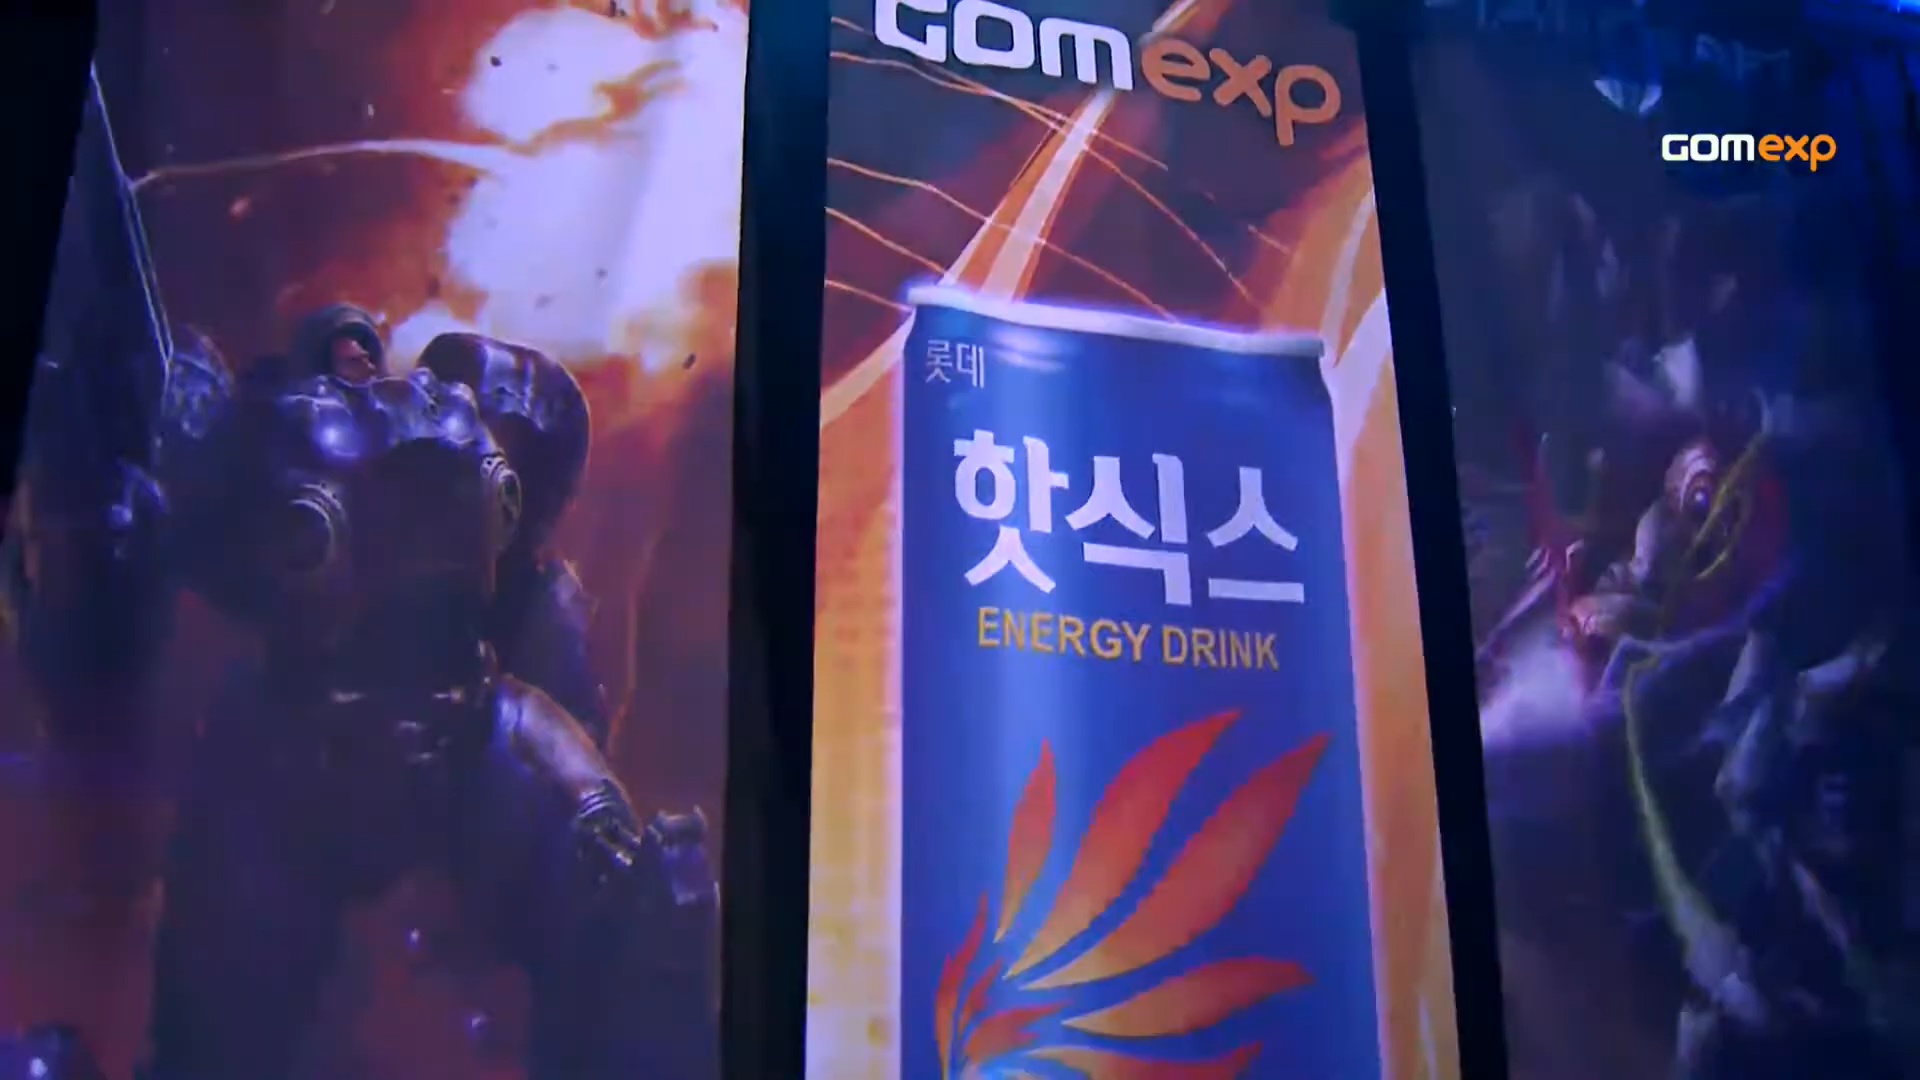 GOMexp
GOMexp
롯데
핫식스
ENERGY DRINK